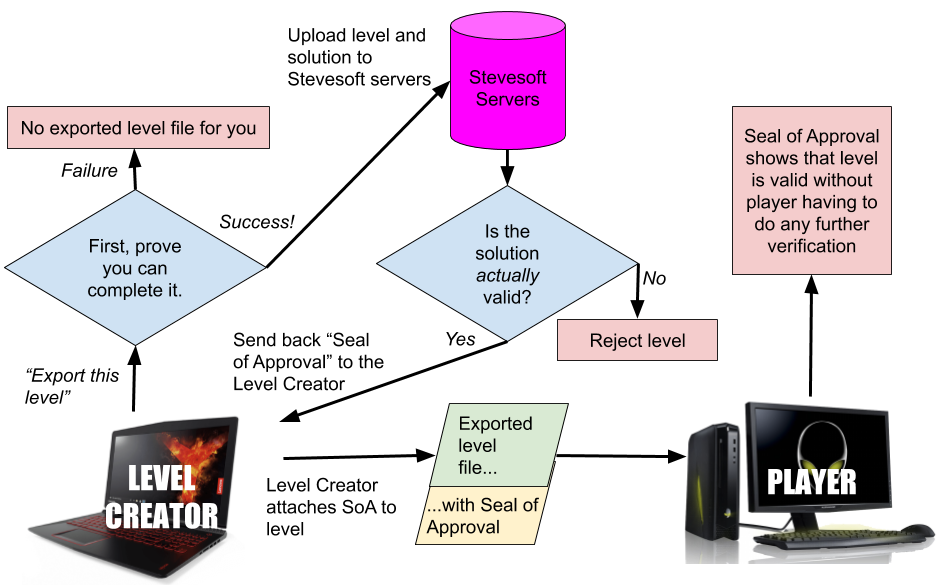 Upload level and
solution to
Stevesoft servers
Stevesoft
Servers
No exported level file for you
Failure
Success!
First, prove
you can
complete it.
Is the
solution
actually
valid?
No
Reject level
Seal of Approval
shows that level
is valid without
player having to
do any further
verification
Yes
Send back “Seal
of Approval” to the
Level Creator
“Export this
level”
LEVEL
CREATOR
Level Creator
attaches SoA to
level
Exported
level
file...
...with Seal of
Approval
PLAYER